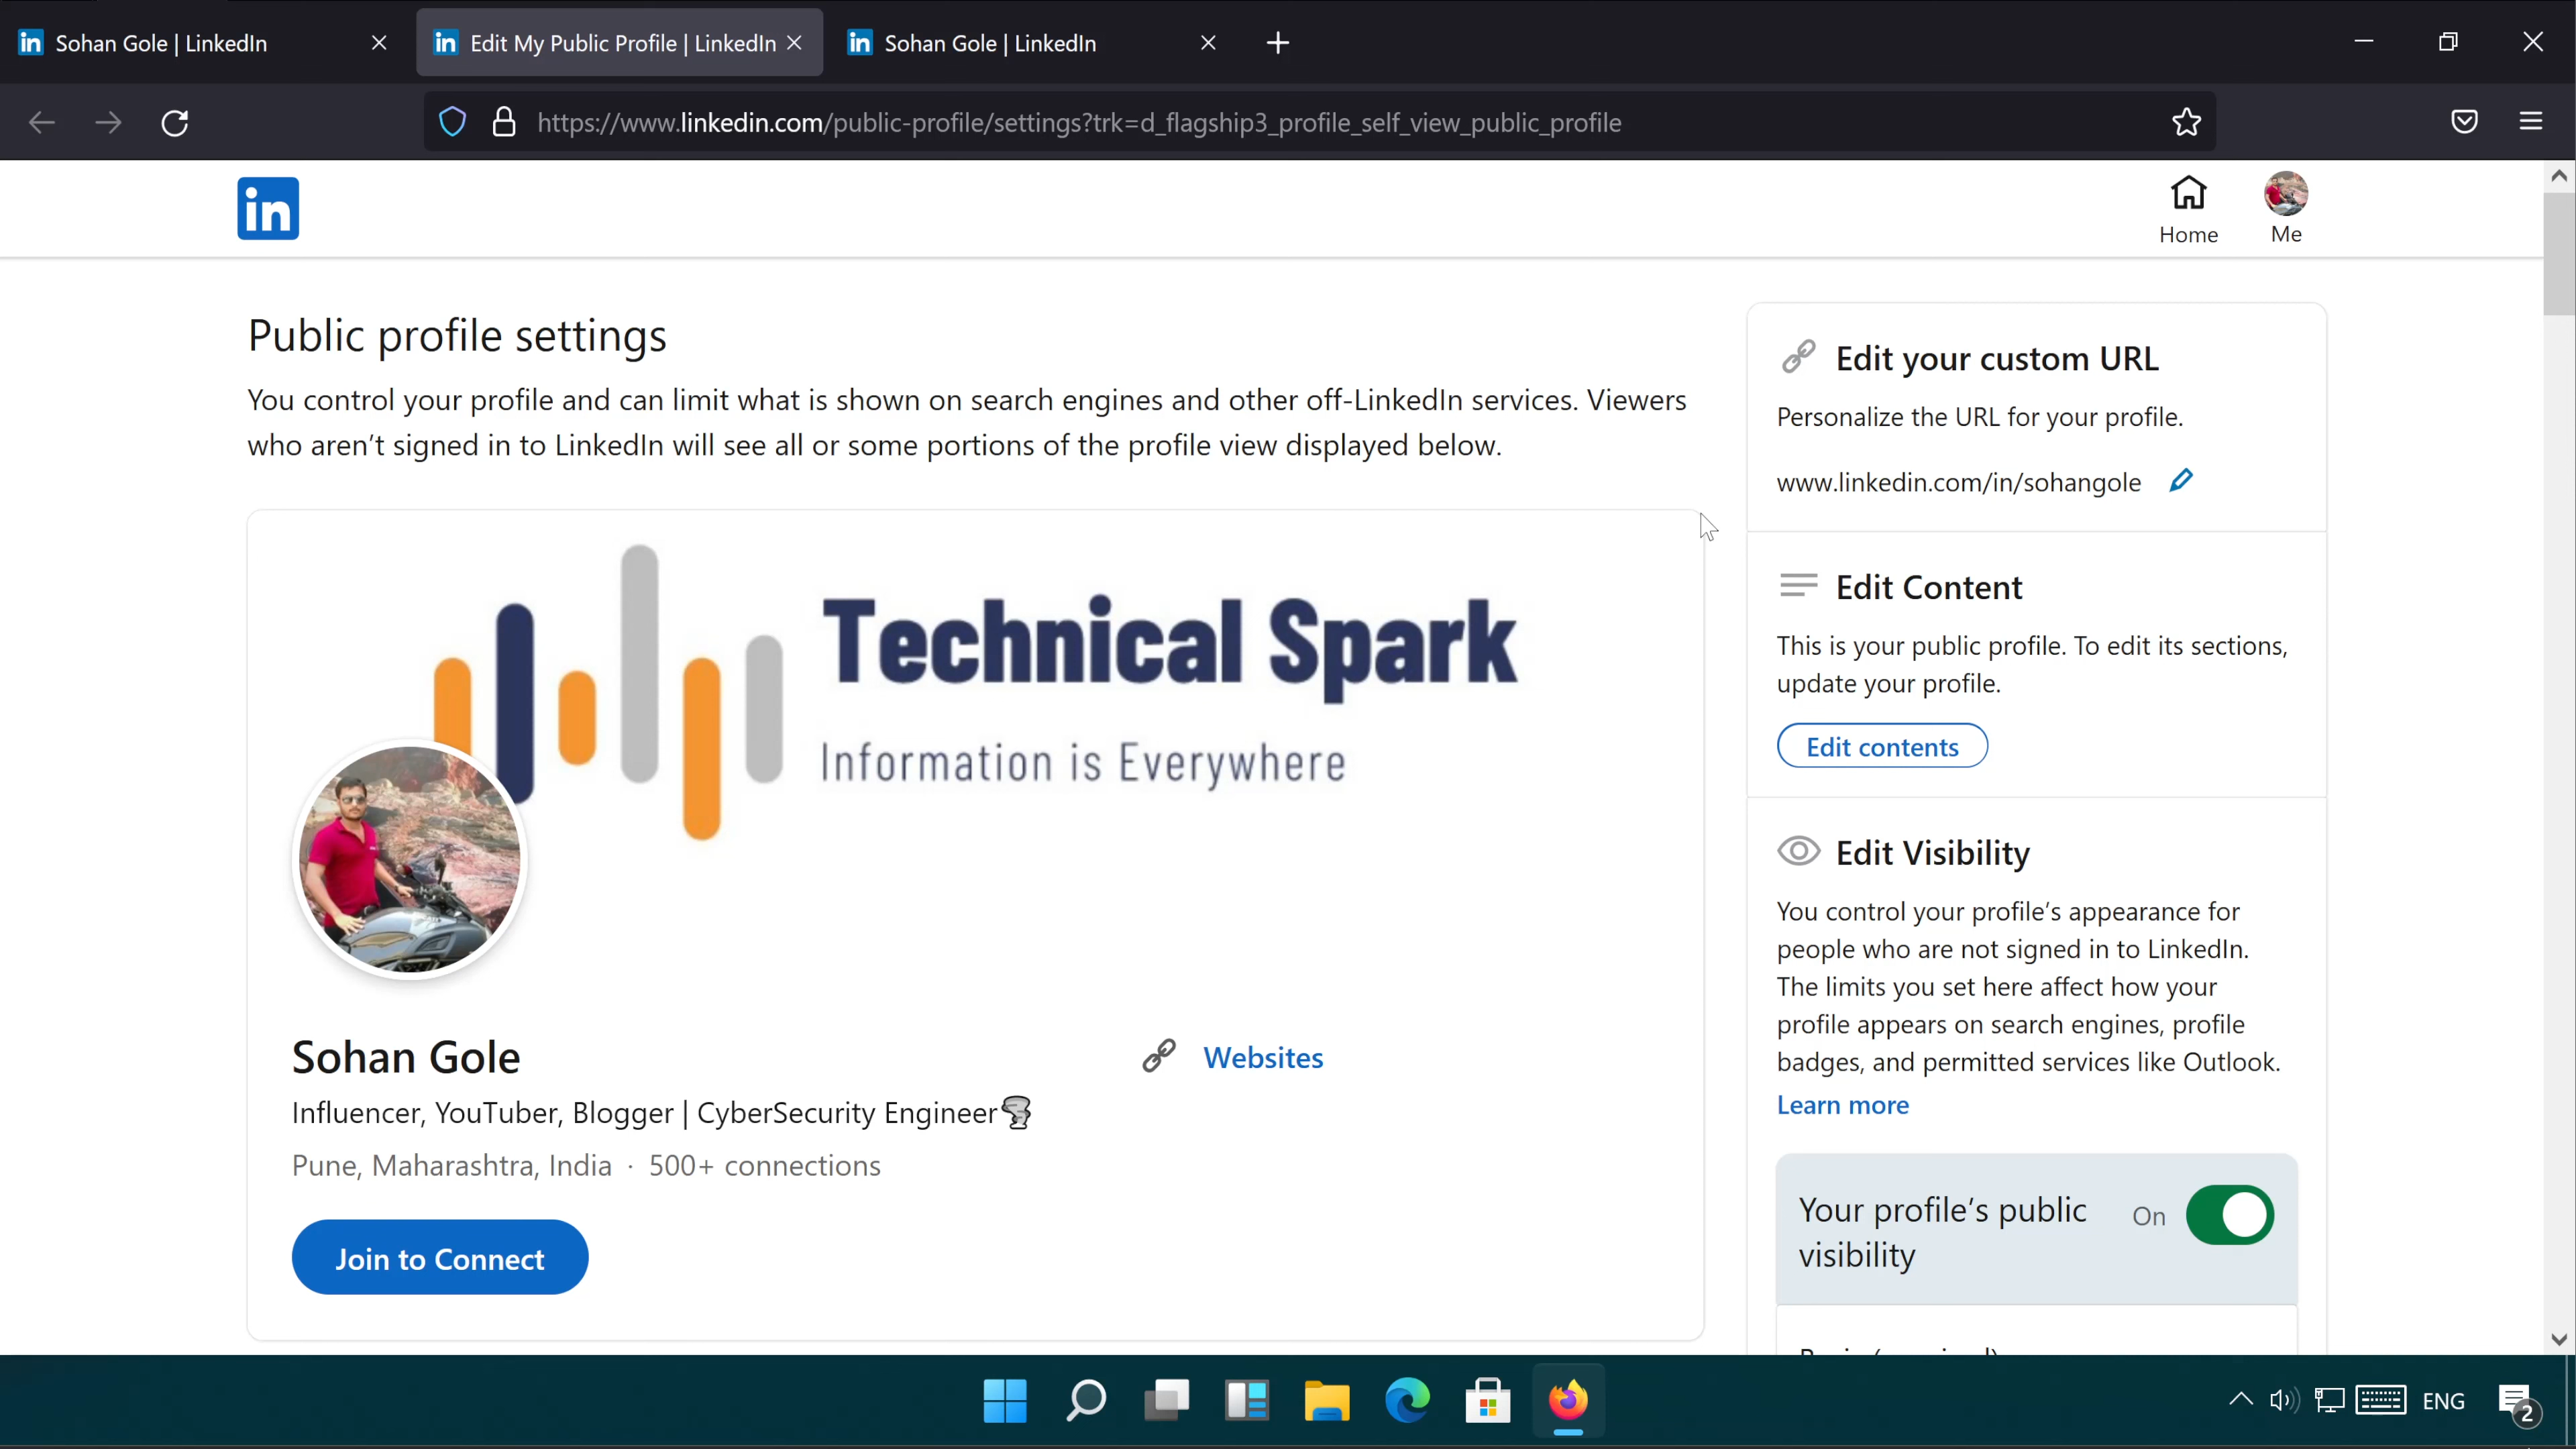 Sohan Gole | LinkedIn
Edit My Public Profile | LinkedIn
Sohan Gole | LinkedIn
https://www.linkedin.com/public-profile/settings?trk=d_flagship3_profile_self_view_public_profile
in
Home
Me
Public profile settings
You control your profile and can limit what is shown on search engines and other off-LinkedIn services. Viewers
who aren’t signed in to LinkedIn will see all or some portions of the profile view displayed below.
Technical Spark
Information is Everywhere
Sohan Gole
Websites
Influencer, YouTuber, Blogger | CyberSecurity Engineer🌪
Pune, Maharashtra, India · 500+ connections
Join to Connect
Edit your custom URL
Personalize the URL for your profile.
www.linkedin.com/in/sohangole
Edit Content
This is your public profile. To edit its sections,
update your profile.
Edit contents
Edit Visibility
You control your profile’s appearance for
people who are not signed in to LinkedIn.
The limits you set here affect how your
profile appears on search engines, profile
badges, and permitted services like Outlook.
Learn more
Your profile’s public
visibility
On
ENG
2